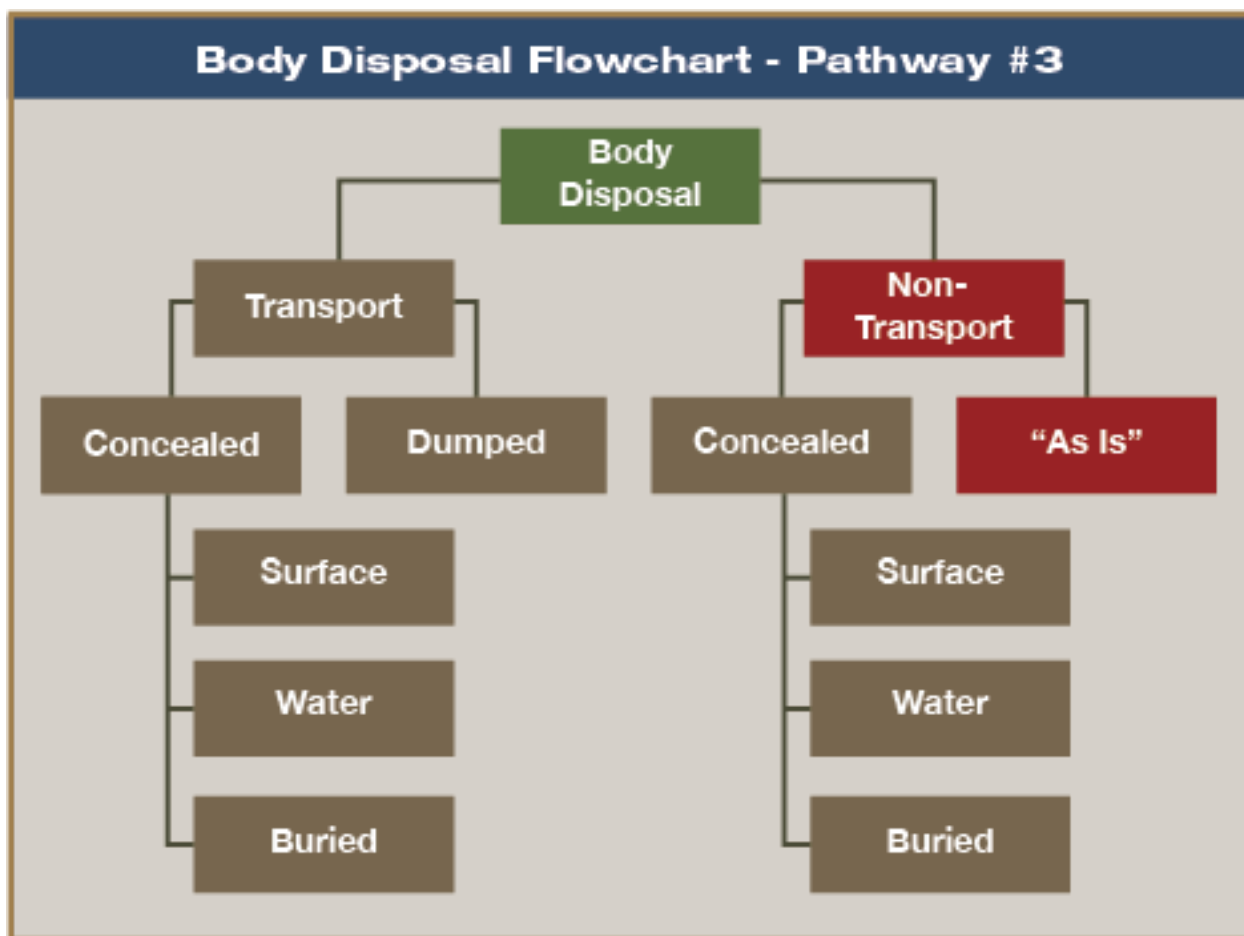 Body Disposal Flowchart - Pathway #3
Body
Disposal
Transport
Non-
Transport
Concealed
Dumped
Concealed
“As Is”
Surface
Surface
Water
Water
Buried
Buried